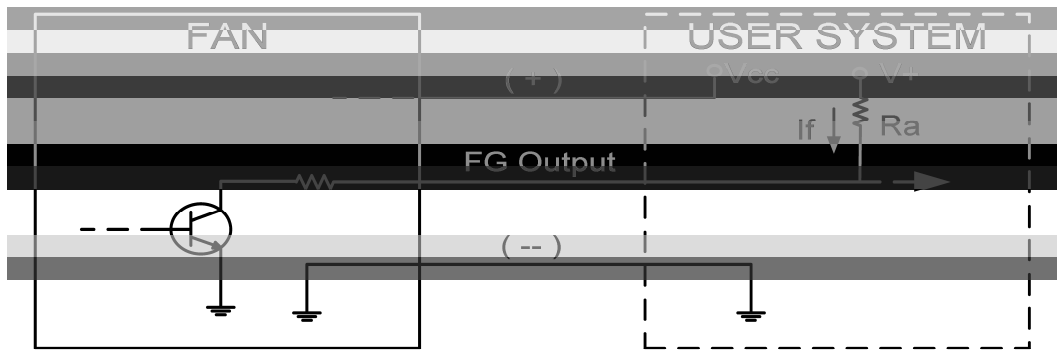 FAN
USER SYSTEM
( + )
Vcc
V+
If
Ra
FG Output
( -- )